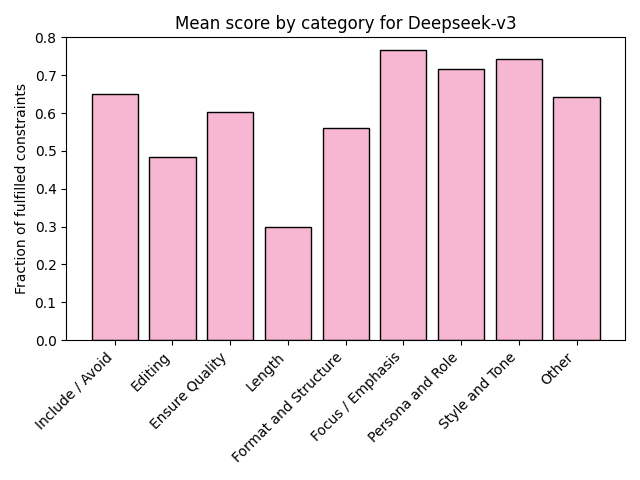 Mean score by category for Deepseek-v3
Fraction of fulfilled constraints
0.8
0.7
0.6
0.5
0.4
0.3
0.2
0.1
0.0
Include / Avoid
Editing
Ensure Quality
Length
Format and Structure
Focus / Emphasis
Persona and Role
Style and Tone
Other